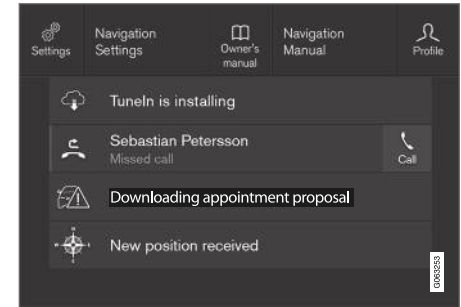 Settings
Navigation
Settings
Owner's
manual
Navigation
Manual
Profile
TuneIn is installing
Sebastian Petersson
Missed call
Call
Downloading appointment proposal
New position received
G063253